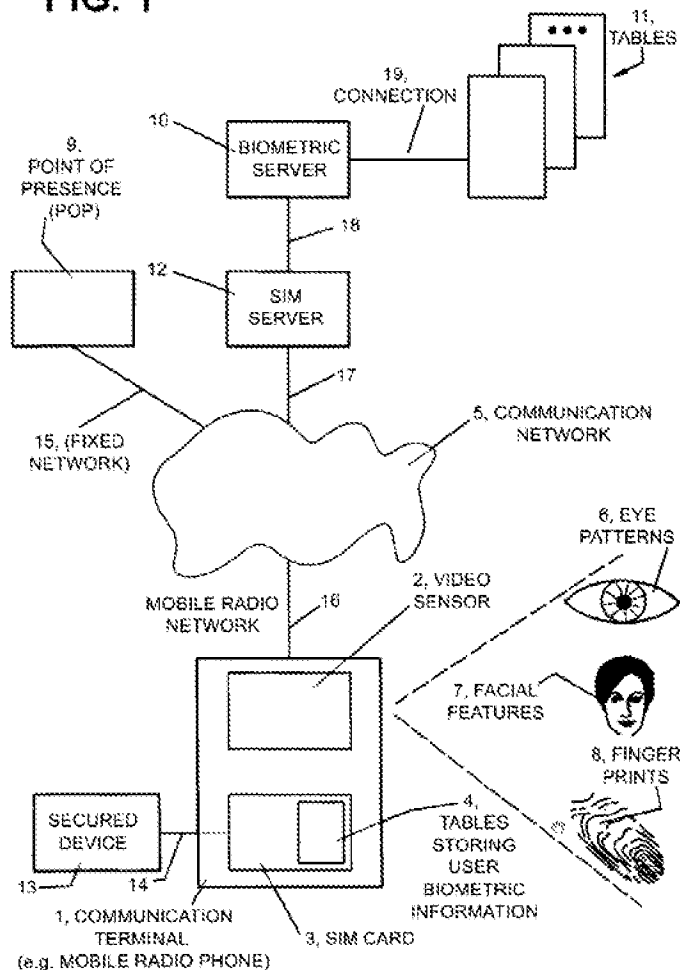 FIG. 1
11,
TABLES
19,
CONNECTION
10
BIOMETRIC
SERVER
9,
POINT OF
PRESENCE
(POP)
18
12
SIM
SERVER
17
15, (FIXED
NETWORK)
5, COMMUNICATION
NETWORK
6, EYE
PATTERNS
2, VIDEO
SENSOR
MOBILE RADIO
NETWORK
16
7, FACIAL
FEATURES
8, FINGER
PRINTS
SECURED
DEVICE
4,
TABLES
STORING
USER
BIOMETRIC
INFORMATION
13
14
1, COMMUNICATION
TERMINAL
(e.g. MOBILE RADIO PHONE)
3, SIM CARD